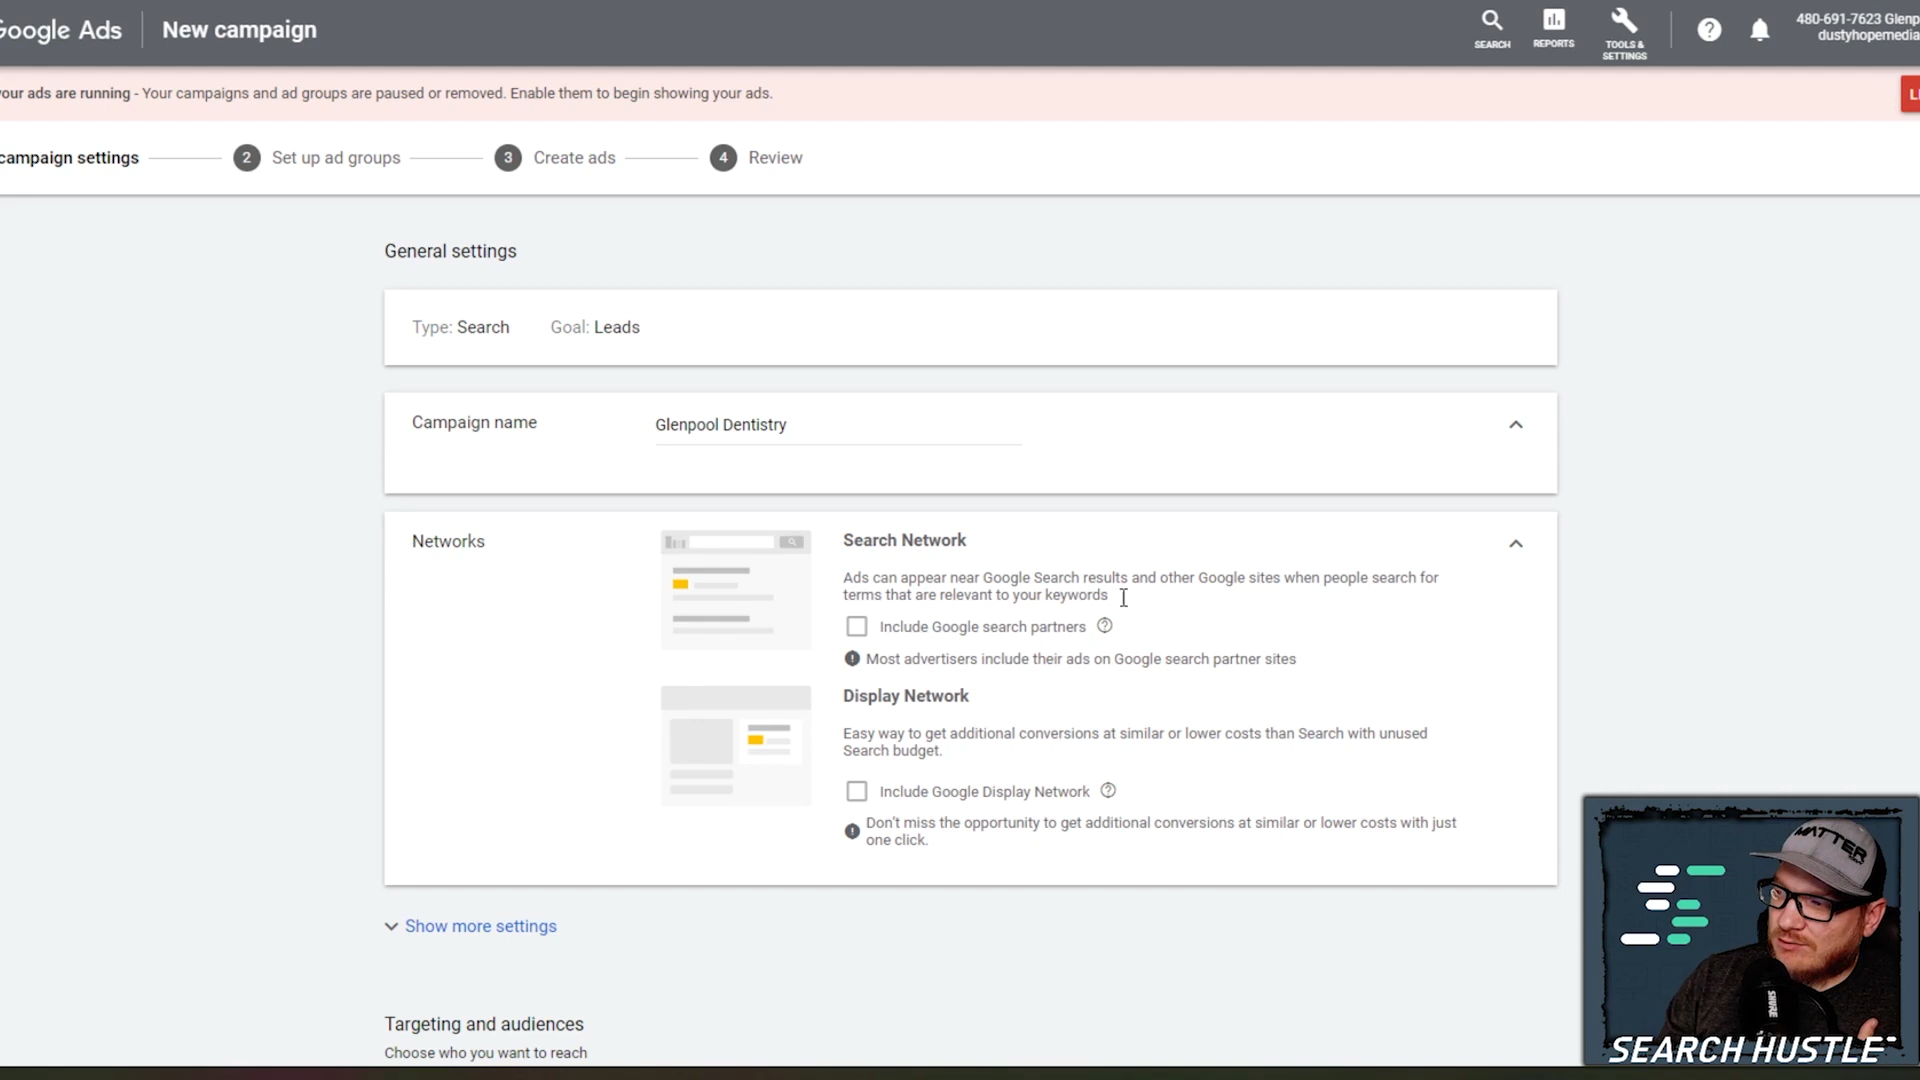 Google Ads
New campaign
SEARCH
REPORTS
TOOLS &
SETTINGS
480-691-7623 Glenp
dustyhopemedia
our ads are running - Your campaigns and ad groups are paused or removed. Enable them to begin showing your ads.
campaign settings
2 Set up ad groups
3 Create ads
4 Review
General settings
Type: Search Goal: Leads
Campaign name
Glenpool Dentistry
Networks
Search Network
Ads can appear near Google Search results and other Google sites when people search for
terms that are relevant to your keywords
Include Google search partners
Most advertisers include their ads on Google search partner sites
Display Network
Easy way to get additional conversions at similar or lower costs than Search with unused
Search budget.
Include Google Display Network
Don't miss the opportunity to get additional conversions at similar or lower costs with just
one click.
Show more settings
Targeting and audiences
Choose who you want to reach
MATTER
SHURE
SEARCH HUSTLE